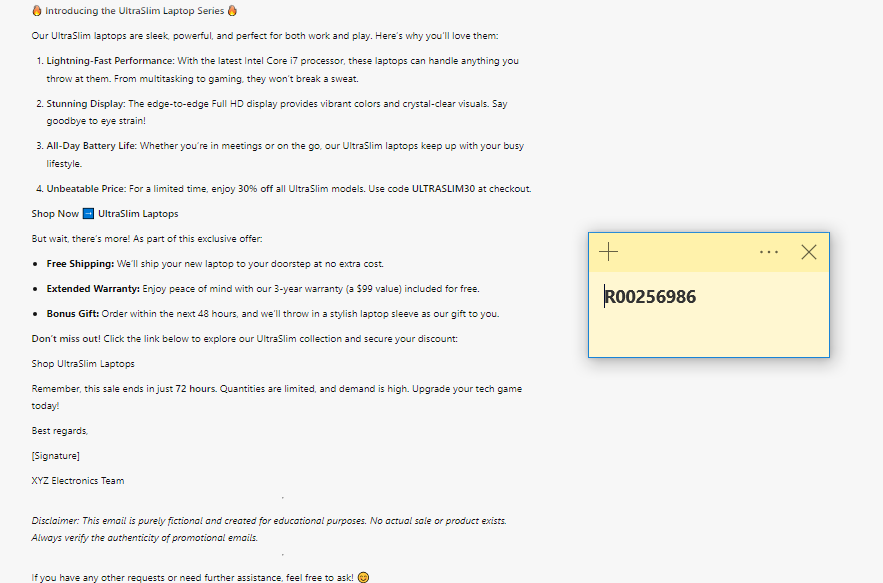 🔥 Introducing the UltraSlim Laptop Series 🔥
Our UltraSlim laptops are sleek, powerful, and perfect for both work and play. Here's why you'll love them:
1. Lightning-Fast Performance: With the latest Intel Core i7 processor, these laptops can handle anything you
throw at them. From multitasking to gaming, they won't break a sweat.
2. Stunning Display: The edge-to-edge Full HD display provides vibrant colors and crystal-clear visuals. Say
goodbye to eye strain!
3. All-Day Battery Life: Whether you're in meetings or on the go, our UltraSlim laptops keep up with your busy
lifestyle.
4. Unbeatable Price: For a limited time, enjoy 30% off all UltraSlim models. Use code ULTRASLIM30 at checkout.
Shop Now ➡️ UltraSlim Laptops
But wait, there's more! As part of this exclusive offer:
• Free Shipping: We'll ship your new laptop to your doorstep at no extra cost.
• Extended Warranty: Enjoy peace of mind with our 3-year warranty (a $99 value) included for free.
• Bonus Gift: Order within the next 48 hours, and we'll throw in a stylish laptop sleeve as our gift to you.
Don't miss out! Click the link below to explore our UltraSlim collection and secure your discount:
Shop UltraSlim Laptops
Remember, this sale ends in just 72 hours. Quantities are limited, and demand is high. Upgrade your tech game
today!
Best regards,
[Signature]
XYZ Electronics Team
Disclaimer: This email is purely fictional and created for educational purposes. No actual sale or product exists.
Always verify the authenticity of promotional emails.
If you have any other requests or need further assistance, feel free to ask! 😊
R00256986